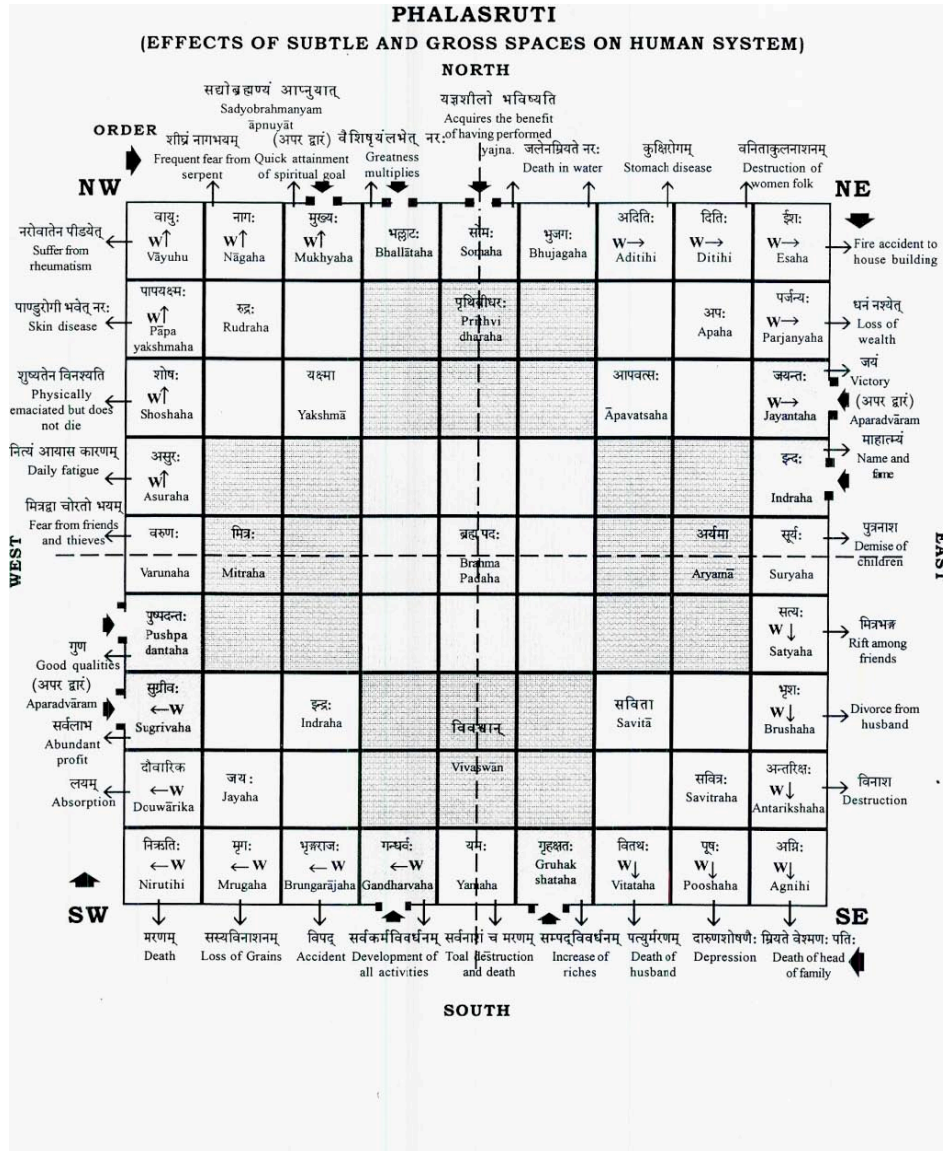 PHALASRUTI
(EFFECTS OF SUBTLE AND GROSS SPACES ON HUMAN SYSTEM)
NORTH
ORDER
NW
NE
सद्योब्रह्मण्यं आप्नुयात्
Sadyobrahmanyam
āpnuyāt
यज्ञशीलो भविष्यति
Acquires the benefit
of having performed
yajna.
शीघ्रं नागभयम्
Frequent fear from
serpent
(अपर द्वारं)
Quick attainment
of spiritual goal
वैशिष्यंलभेत् नर:
Greatness
multiplies
जलेनम्रियते नर:
Death in water
कुक्षिरोगम्
Stomach disease
वनिताकुलनाशनम्
Destruction of
women folk
नरोवातेन पीडयेत्
Suffer from
rheumatism
वायु:
W↑
Vāyuhu
नाग:
W↑
Nāgaha
मुख्य:
W↑
Mukhyaha
भल्लाट:
Bhallātaha
सोम:
Somaha
भुजग:
Bhujagaha
अदिति:
W→
Aditihi
दिति:
W→
Ditihi
ईश:
W→
Esaha
Fire accident to
house building
पाण्डुरोगी भवेत् नर:
Skin disease
पापयक्ष्म:
W↑
Pāpa
yakshmaha
रुद्र:
Rudraha
पृथिवीधर:
Prithvi
dharaha
अप:
Apaha
पर्जन्य:
W→
Parjanyaha
धनं नश्येत्
Loss of
wealth
शुष्यतेन विनश्यति
Physically
emaciated but does
not die
शोष:
W↑
Shoshaha
यक्ष्मा
Yakshmā
आपवत्स:
Āpavatsaha
जयन्त:
W→
Jayantaha
जयं
Victory
(अपर द्वारं)
Aparadvāram
नित्यं आयास कारणम्
Daily fatigue
असुर:
W↑
Asuraha
इन्द्र:
Indraha
माहात्म्यं
Name and
fame
मित्रद्वा चोरतो भयम्
Fear from friends
and thieves
वरुण:
Varunaha
मित्र:
Mitraha
ब्रह्म पद:
Brahma
Padaha
अर्यमा
Aryamā
सूर्य:
Suryaha
पुत्रनाश
Demise of
children
WEST
EAST
गुण
Good qualities
पुष्पदन्त:
Pushpa
dantaha
सत्य:
W↓
Satyaha
मित्रभङ्ग
Rift among
friends
(अपर द्वारं)
Aparadvāram
सर्वलाभ
Abundant
profit
सुग्रीव:
←W
Sugrivaha
इन्द्र:
Indraha
विवश्वान्
Vivaswān
सविता
Savitā
भृश:
W↓
Brushaha
Divorce from
husband
लयम्
Absorption
दौवारिक
←W
Douwārika
जय:
Jayaha
सवित्र:
Savitraha
अन्तरिक्ष:
W↓
Antarikshaha
विनाश
Destruction
निऋति:
←W
Nirutihi
मृग:
←W
Mrugaha
भृङ्गराज:
←W
Brungarājaha
गन्धर्व:
←W
Gandharvaha
यम:
Yamaha
गृहक्षत:
Gruhak
shataha
वितथ:
W↓
Vitataha
पूष:
W↓
Pooshaha
अग्नि:
W↓
Agnihi
SW
SE
मरणम्
Death
सस्यविनाशनम्
Loss of Grains
विपद्
Accident
सर्वकर्मविवर्धनम्
Development of
all activities
सर्वनाशं च मरणम्
Toal destruction
and death
सम्पद्विवर्धनम्
Increase of
riches
पत्युर्मरणम्
Death of
husband
दारुणशोषणै:
Depression
म्रियते वेश्मण: पति:
Death of head
of family
SOUTH